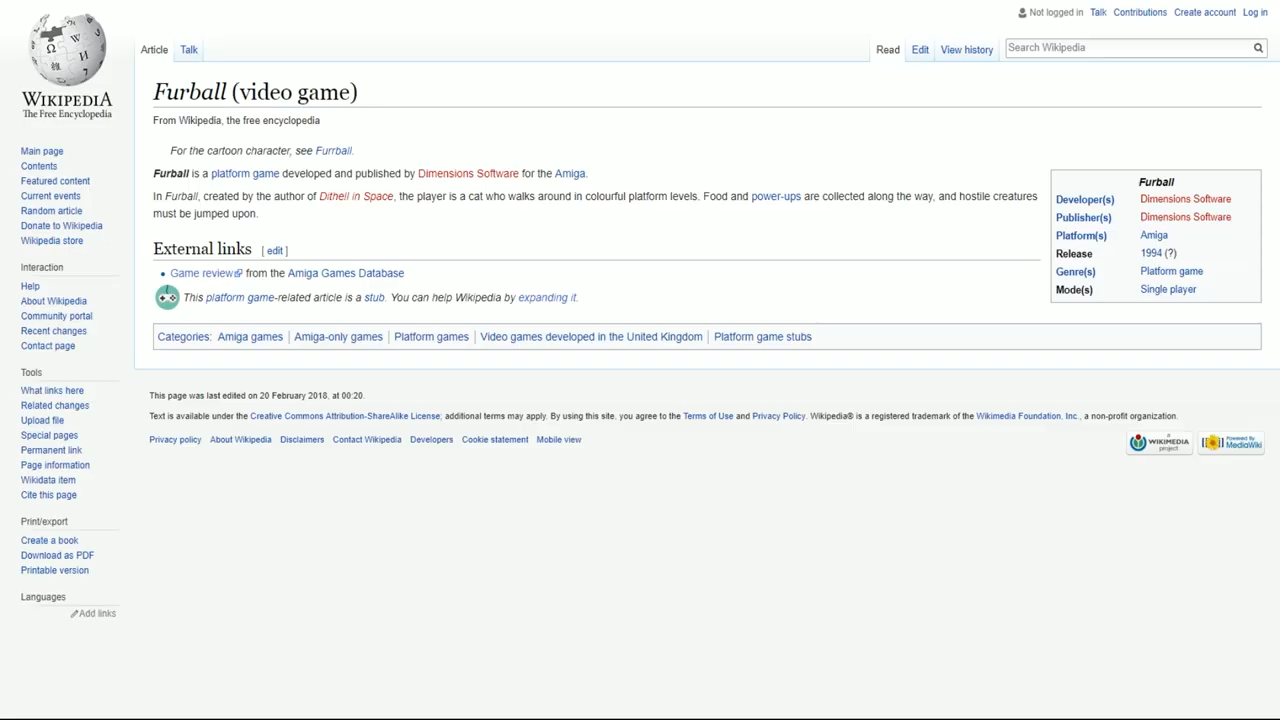 Not logged in Talk Contributions Create account Log in
Article Talk Read Edit View history Search Wikipedia
WIKIPEDIA
The Free Encyclopedia
Main page
Contents
Featured content
Current events
Random article
Donate to Wikipedia
Wikipedia store
Interaction
Help
About Wikipedia
Community portal
Recent changes
Contact page
Tools
What links here
Related changes
Upload file
Special pages
Permanent link
Page information
Wikidata item
Cite this page
Print/export
Create a book
Download as PDF
Printable version
Languages
Add links
Furball (video game)
From Wikipedia, the free encyclopedia
For the cartoon character, see Furrball.
Furball is a platform game developed and published by Dimensions Software for the Amiga.
In Furball, created by the author of Dithell in Space, the player is a cat who walks around in colourful platform levels. Food and power-ups are collected along the way, and hostile creatures
must be jumped upon.
Furball
Developer(s) Dimensions Software
Publisher(s) Dimensions Software
Platform(s) Amiga
Release 1994 (?)
Genre(s) Platform game
Mode(s) Single player
External links [ edit ]
• Game review from the Amiga Games Database
This platform game-related article is a stub. You can help Wikipedia by expanding it.
Categories: Amiga games | Amiga-only games | Platform games | Video games developed in the United Kingdom | Platform game stubs
This page was last edited on 20 February 2018, at 00:20.
Text is available under the Creative Commons Attribution-ShareAlike License; additional terms may apply. By using this site, you agree to the Terms of Use and Privacy Policy. Wikipedia® is a registered trademark of the Wikimedia Foundation, Inc., a non-profit organization.
Privacy policy About Wikipedia Disclaimers Contact Wikipedia Developers Cookie statement Mobile view
A WIKIMEDIA project
Powered By MediaWiki